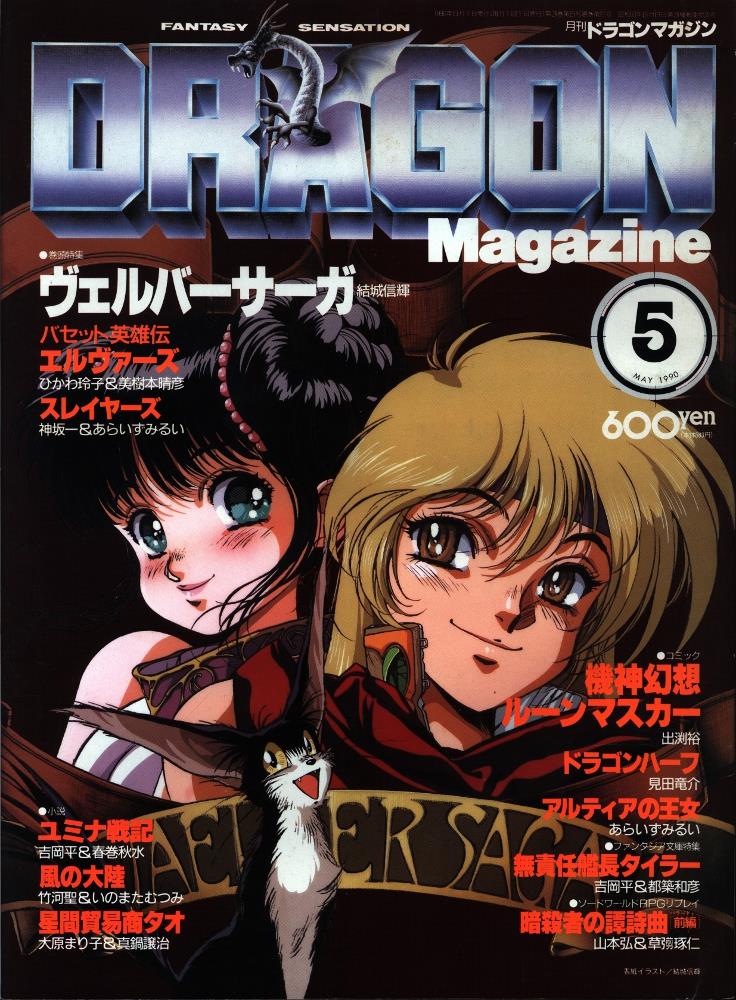 FANTASY SENSATION
月刊ドラゴンマガジン
DRAGON
Magazine
●巻頭特集
ヴェルバーサーガ 結城信輝
バセット英雄伝
エルヴァーズ
ひかわ玲子&美樹本晴彦
スレイヤーズ
神坂一&あらいずみるい
5
MAY 1990
600yen
●コミック
機神幻想
ルーンマスカー
出渕裕
ドラゴンハーフ
見田竜介
アルティアの王女
あらいずみるい
●ファンタジア文庫特集
無責任艦長タイラー
吉岡平&都築和彦
●ソードワールドRPGリプレイ
暗殺者の譚詩曲 前編
山本弘&草彅琢仁
●小説
ユミナ戦記
吉岡平&春巻秋水
風の大陸
竹河聖&いのまたむつみ
星間貿易商タオ
大原まり子&真鍋譲治
AELBER SAGA
表紙イラスト/結城信輝